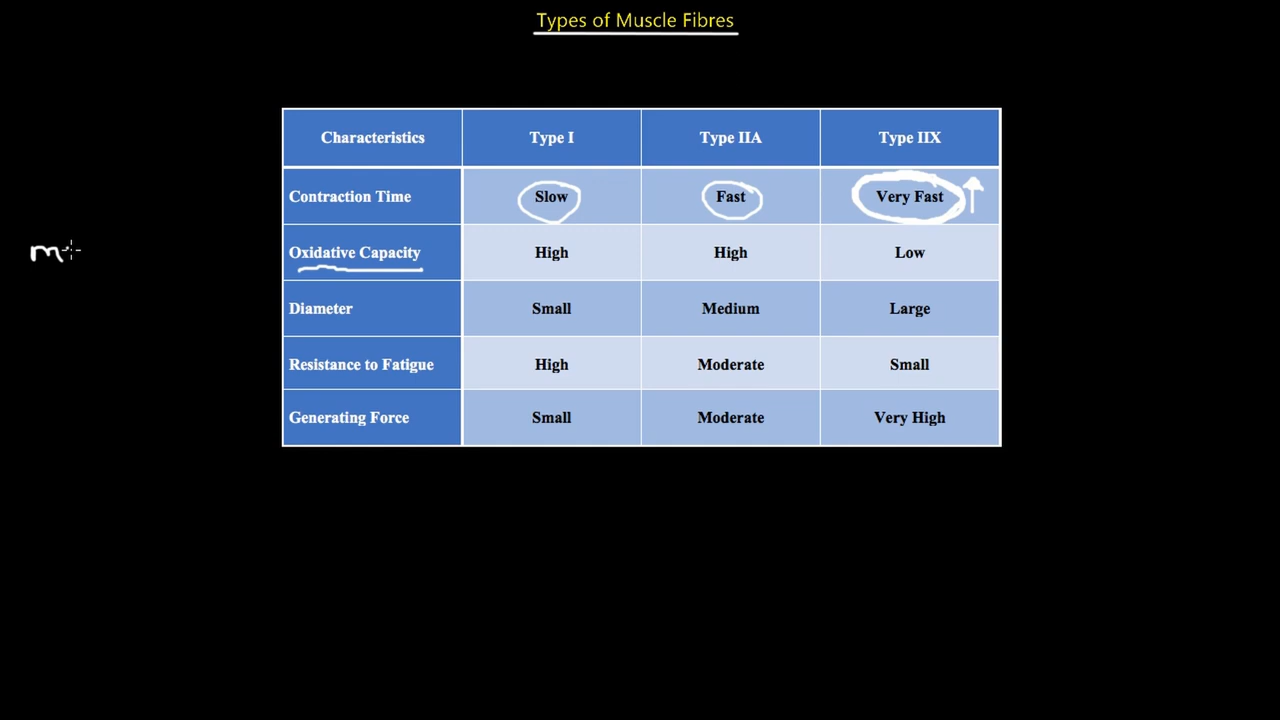 Types of Muscle Fibres
Characteristics Type I Type IIA Type IIX
Contraction Time Slow Fast Very Fast
m
Oxidative Capacity High High Low
Diameter Small Medium Large
Resistance to Fatigue High Moderate Small
Generating Force Small Moderate Very High